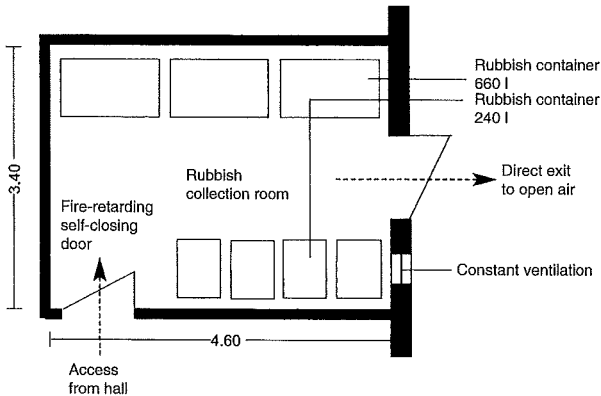 Rubbish container
660 l
Rubbish container
240 l
Rubbish
collection room
Direct exit
to open air
3.40
Fire-retarding
self-closing
door
Constant ventilation
4.60
Access
from hall